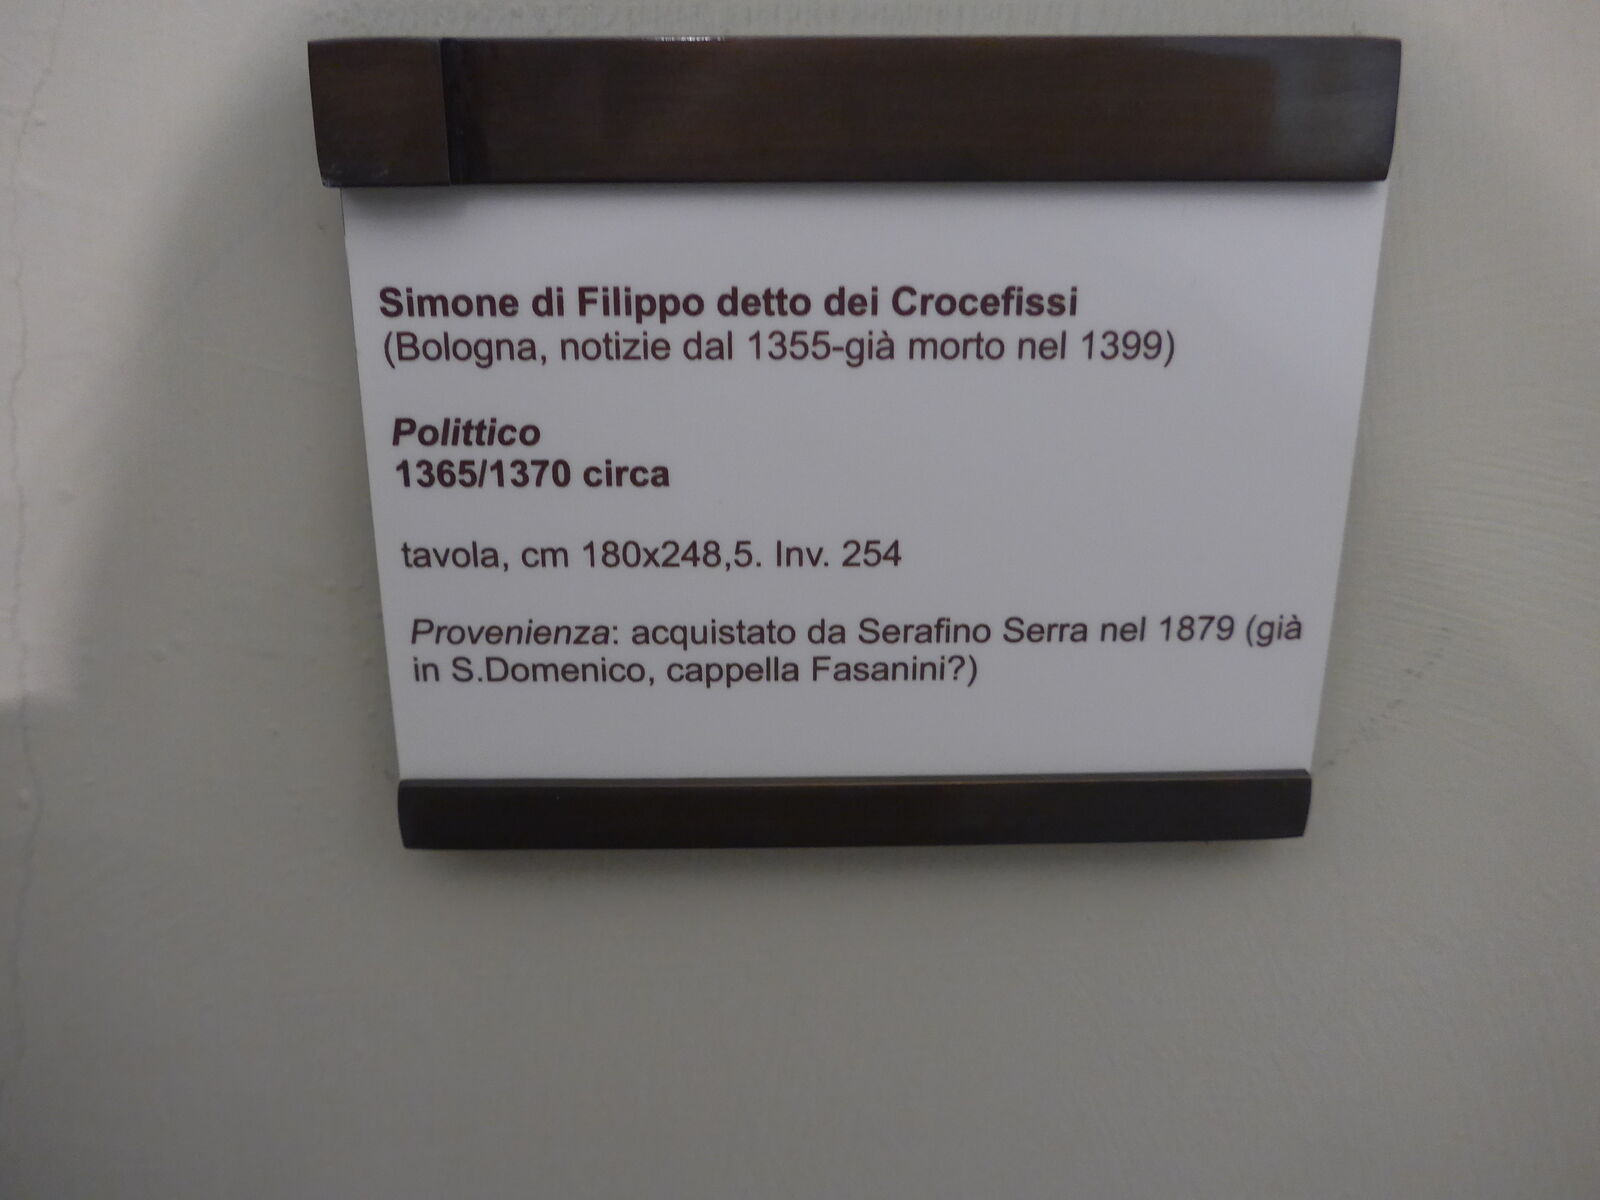 Simone di Filippo detto dei Crocefissi
(Bologna, notizie dal 1355-già morto nel 1399)
Polittico
1365/1370 circa
tavola, cm 180x248,5. Inv. 254
Provenienza: acquistato da Serafino Serra nel 1879 (già
in S.Domenico, cappella Fasanini?)